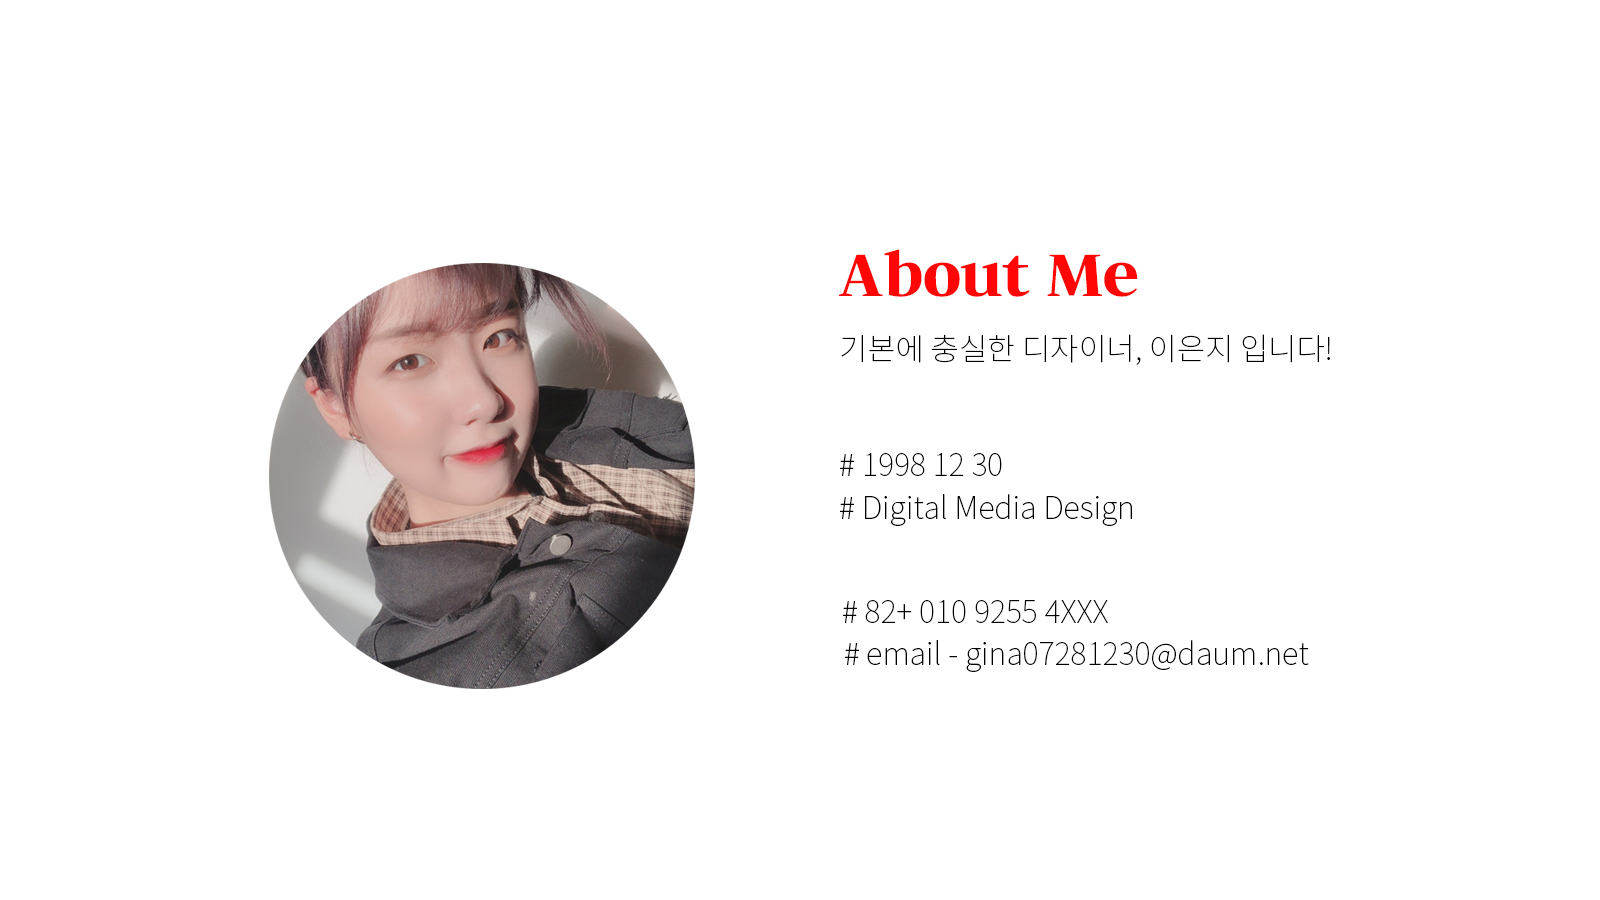 About Me
기본에 충실한 디자이너, 이은지 입니다!
# 1998 12 30
# Digital Media Design
# 82+ 010 9255 4XXX
# email - gina07281230@daum.net